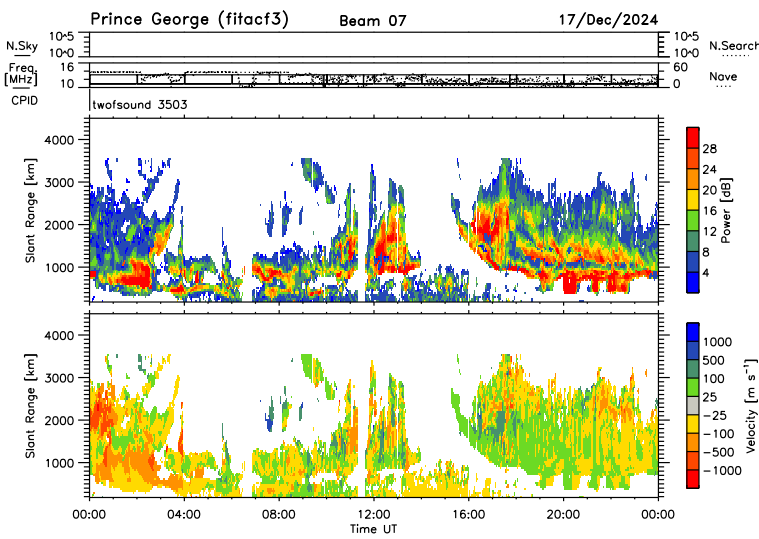 Prince George (fitacf3) Beam 07 17/Dec/2024
N.Sky 10^5 10^0 10^5 10^0 N.Search
Freq. [MHz] 16 10 60 0 Nave
CPID twofsound 3503
Slant Range [km] 4000 3000 2000 1000
Power [dB] 28 24 20 16 12 8 4
Slant Range [km] 4000 3000 2000 1000
Velocity [m s⁻¹] 1000 500 100 25 −25 −100 −500 −1000
00:00 04:00 08:00 12:00 16:00 20:00 00:00
Time UT